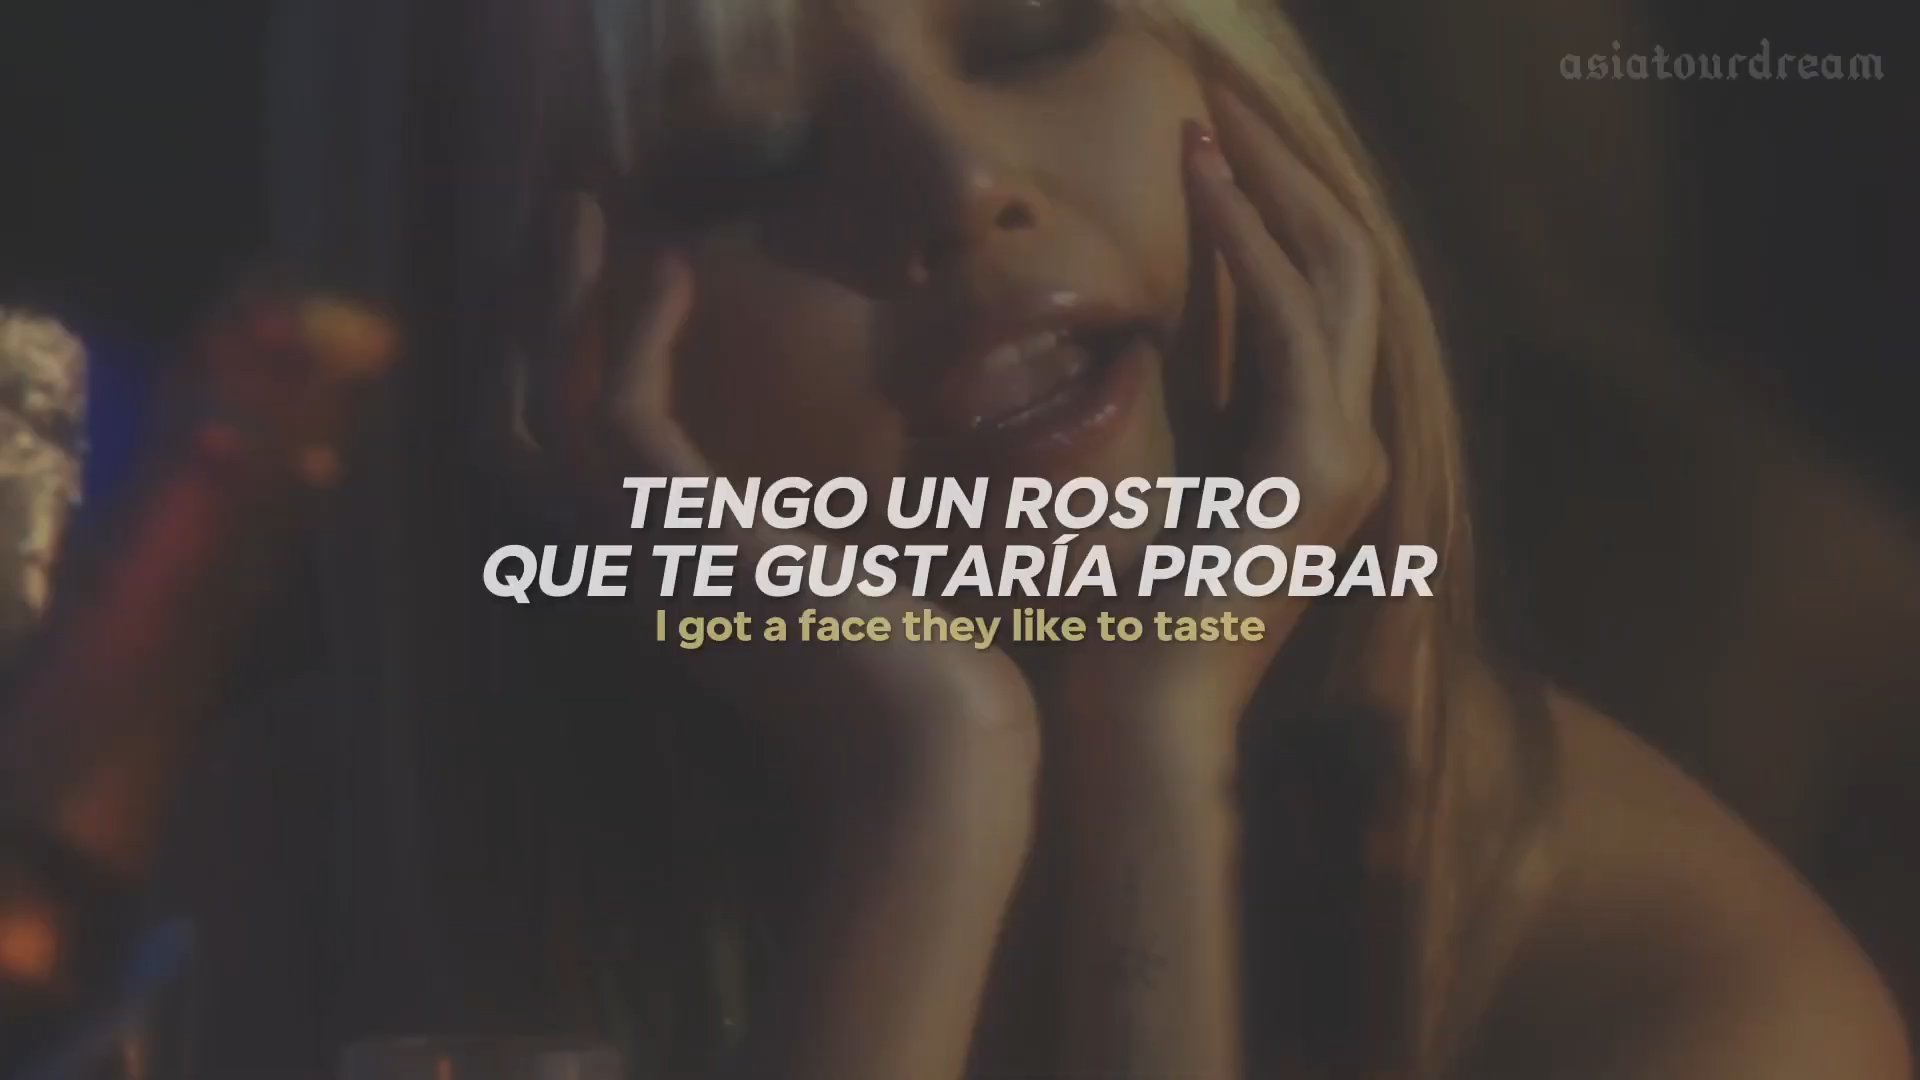 asiatourdream
TENGO UN ROSTRO
QUE TE GUSTARÍA PROBAR
I got a face they like to taste